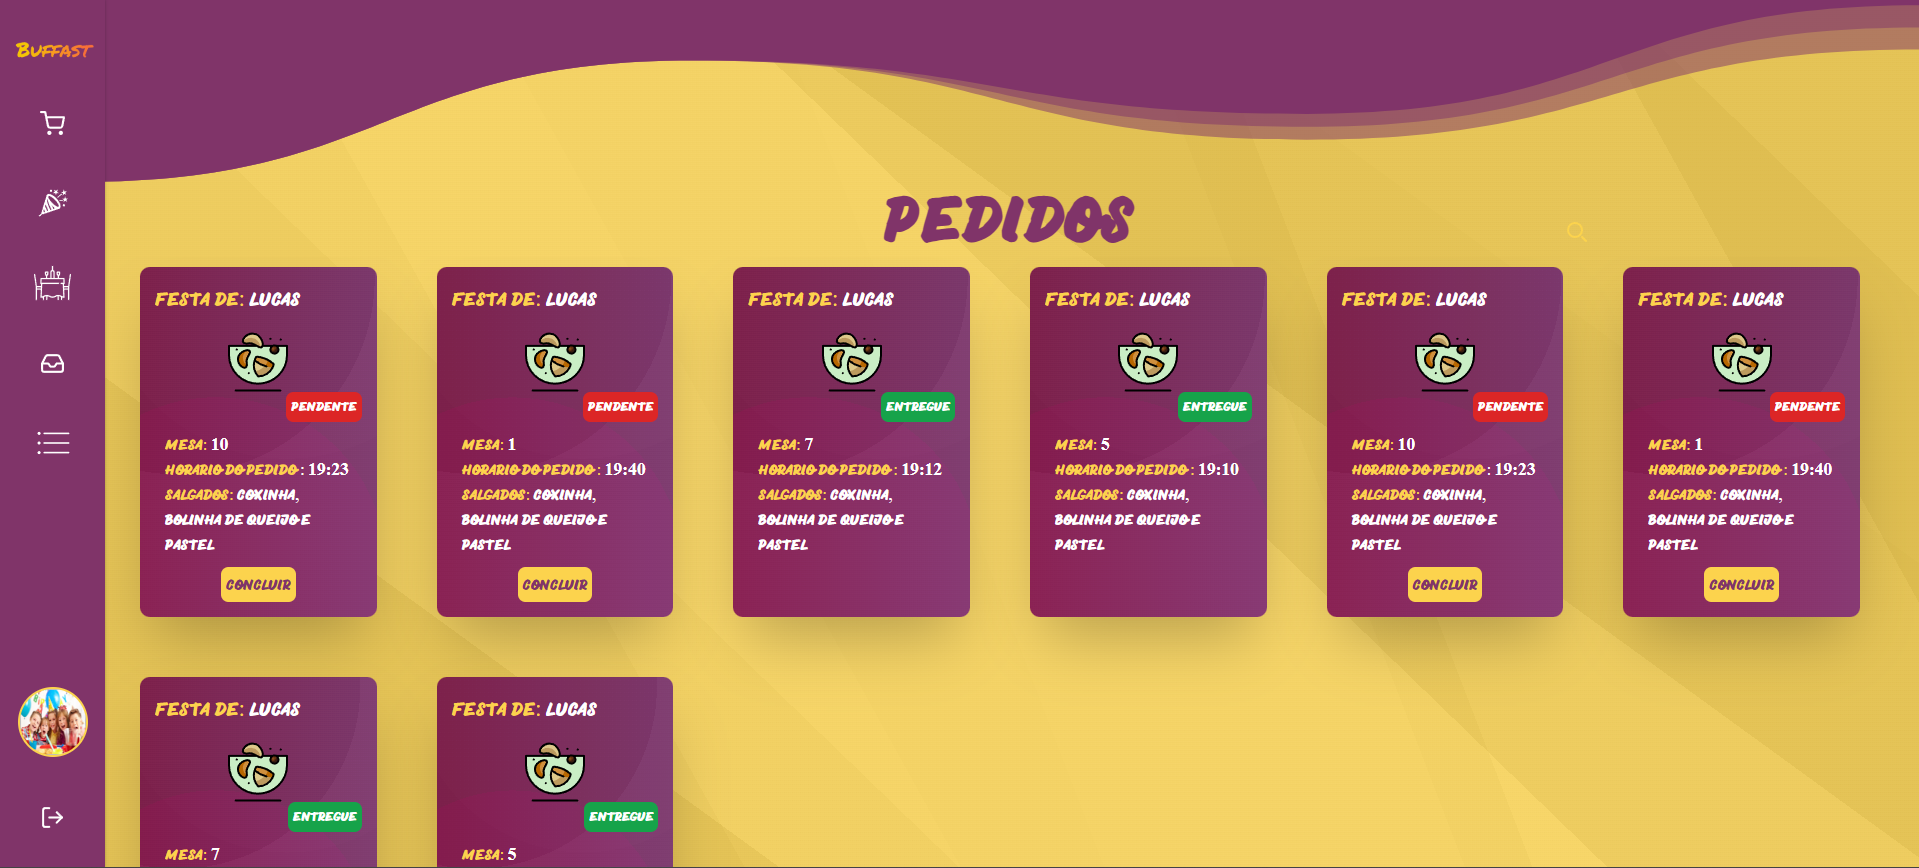 Buffast
PEDIDOS
FESTA DE: LUCAS
PENDENTE
MESA: 10
HORARIO DO PEDIDO : 19:23
SALGADOS: COXINHA,
BOLINHA DE QUEIJO E
PASTEL
CONCLUIR
FESTA DE: LUCAS
PENDENTE
MESA: 1
HORARIO DO PEDIDO : 19:40
SALGADOS: COXINHA,
BOLINHA DE QUEIJO E
PASTEL
CONCLUIR
FESTA DE: LUCAS
ENTREGUE
MESA: 7
HORARIO DO PEDIDO : 19:12
SALGADOS: COXINHA,
BOLINHA DE QUEIJO E
PASTEL
FESTA DE: LUCAS
ENTREGUE
MESA: 5
HORARIO DO PEDIDO : 19:10
SALGADOS: COXINHA,
BOLINHA DE QUEIJO E
PASTEL
FESTA DE: LUCAS
PENDENTE
MESA: 10
HORARIO DO PEDIDO : 19:23
SALGADOS: COXINHA,
BOLINHA DE QUEIJO E
PASTEL
CONCLUIR
FESTA DE: LUCAS
PENDENTE
MESA: 1
HORARIO DO PEDIDO : 19:40
SALGADOS: COXINHA,
BOLINHA DE QUEIJO E
PASTEL
CONCLUIR
FESTA DE: LUCAS
ENTREGUE
MESA: 7
FESTA DE: LUCAS
ENTREGUE
MESA: 5